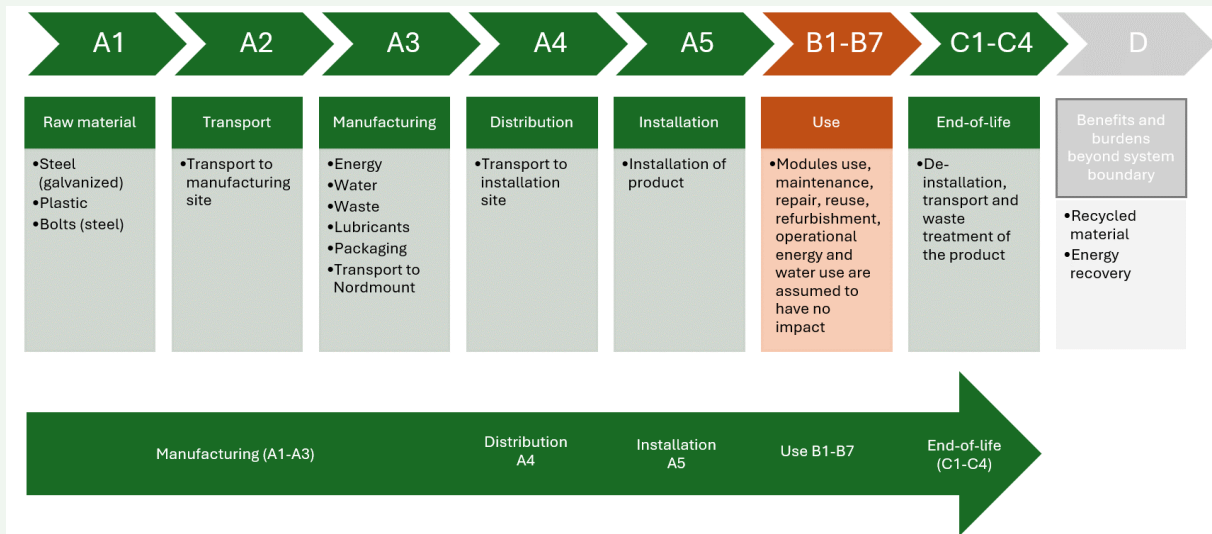 A1
A2
A3
A4
A5
B1-B7
C1-C4
D
Raw material
•Steel
(galvanized)
•Plastic
•Bolts (steel)
Transport
•Transport to
manufacturing
site
Manufacturing
•Energy
•Water
•Waste
•Lubricants
•Packaging
•Transport to
Nordmount
Distribution
•Transport to
installation
site
Installation
•Installation of
product
Use
•Modules use,
maintenance,
repair, reuse,
refurbishment,
operational
energy and
water use are
assumed to
have no
impact
End-of-life
•De-
installation,
transport and
waste
treatment of
the product
Benefits and
burdens
beyond system
boundary
•Recycled
material
•Energy
recovery
Manufacturing (A1-A3)
Distribution
A4
Installation
A5
Use B1-B7
End-of-life
(C1-C4)